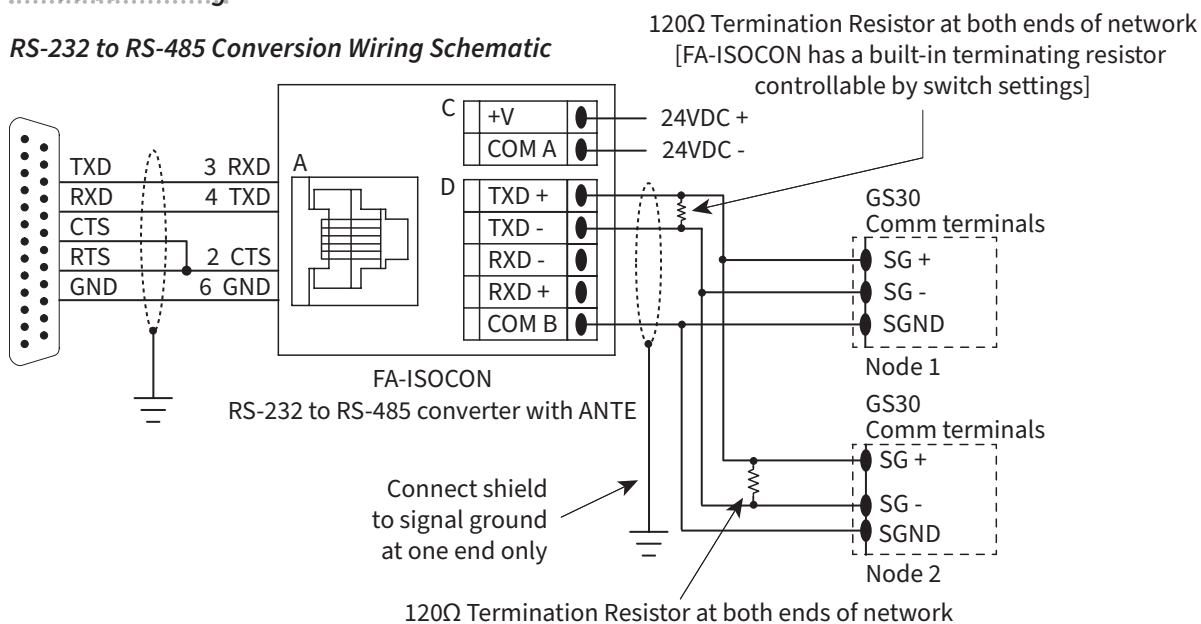 RS-232 to RS-485 Conversion Wiring Schematic
120Ω Termination Resistor at both ends of network
[FA-ISOCON has a built-in terminating resistor
controllable by switch settings]
C
+V
24VDC +
COM A
24VDC -
TXD
3 RXD
A
RXD
4 TXD
CTS
RTS
2 CTS
GND
6 GND
D
TXD +
TXD -
RXD -
RXD +
COM B
GS30
Comm terminals
SG +
SG -
SGND
Node 1
FA-ISOCON
RS-232 to RS-485 converter with ANTE
GS30
Comm terminals
SG +
SG -
SGND
Node 2
Connect shield
to signal ground
at one end only
120Ω Termination Resistor at both ends of network